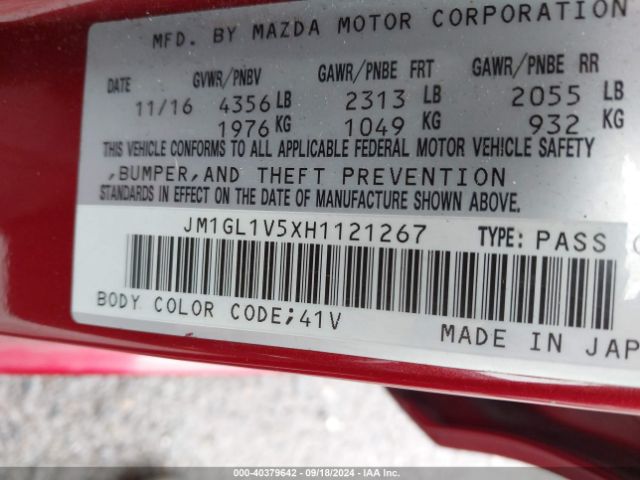 MFD. BY MAZDA MOTOR CORPORATION
DATE GVWR/PNBV GAWR/PNBE FRT GAWR/PNBE RR
11/16 4356 LB 2313 LB 2055 LB
1976 KG 1049 KG 932 KG
THIS VEHICLE CONFORMS TO ALL APPLICABLE FEDERAL MOTOR VEHICLE SAFETY
,BUMPER,AND THEFT PREVENTION
STANDARDS IN EFFECT ON THE DATE OF MANUFACTURE SHOWN ABOVE.
JM1GL1V5XH1121267 TYPE: PASS
BODY COLOR CODE;41V
MADE IN JAP
000-40379642 - 09/18/2024 - IAA Inc.